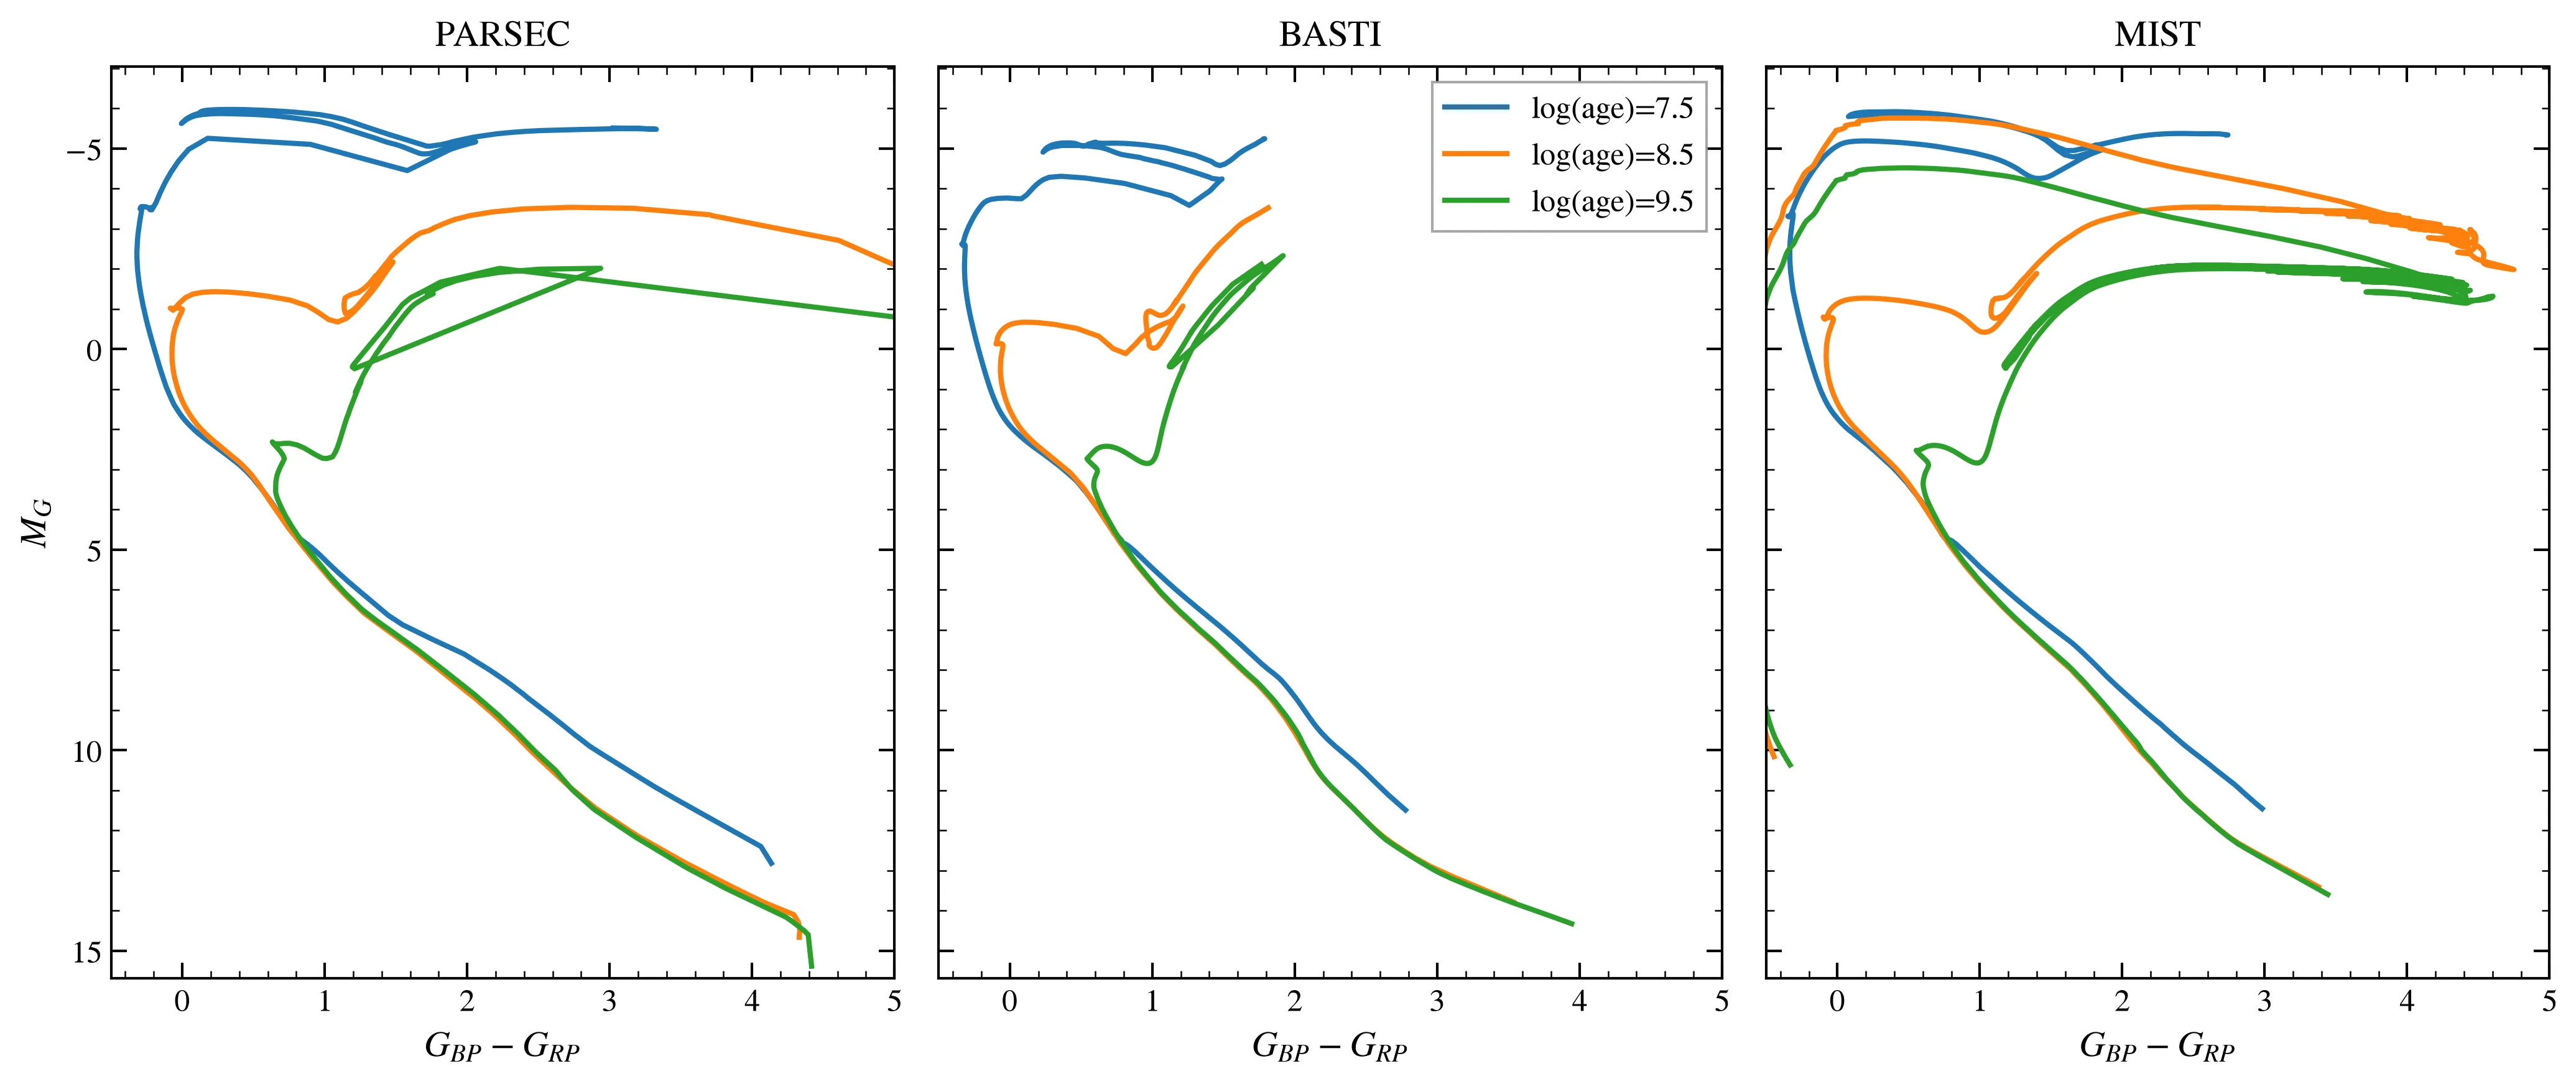 PARSEC BASTI MIST
log(age)=7.5
log(age)=8.5
log(age)=9.5
−5
0
5
10
15
M_G
0 1 2 3 4 5 0 1 2 3 4 5 0 1 2 3 4 5
G_BP − G_RP G_BP − G_RP G_BP − G_RP